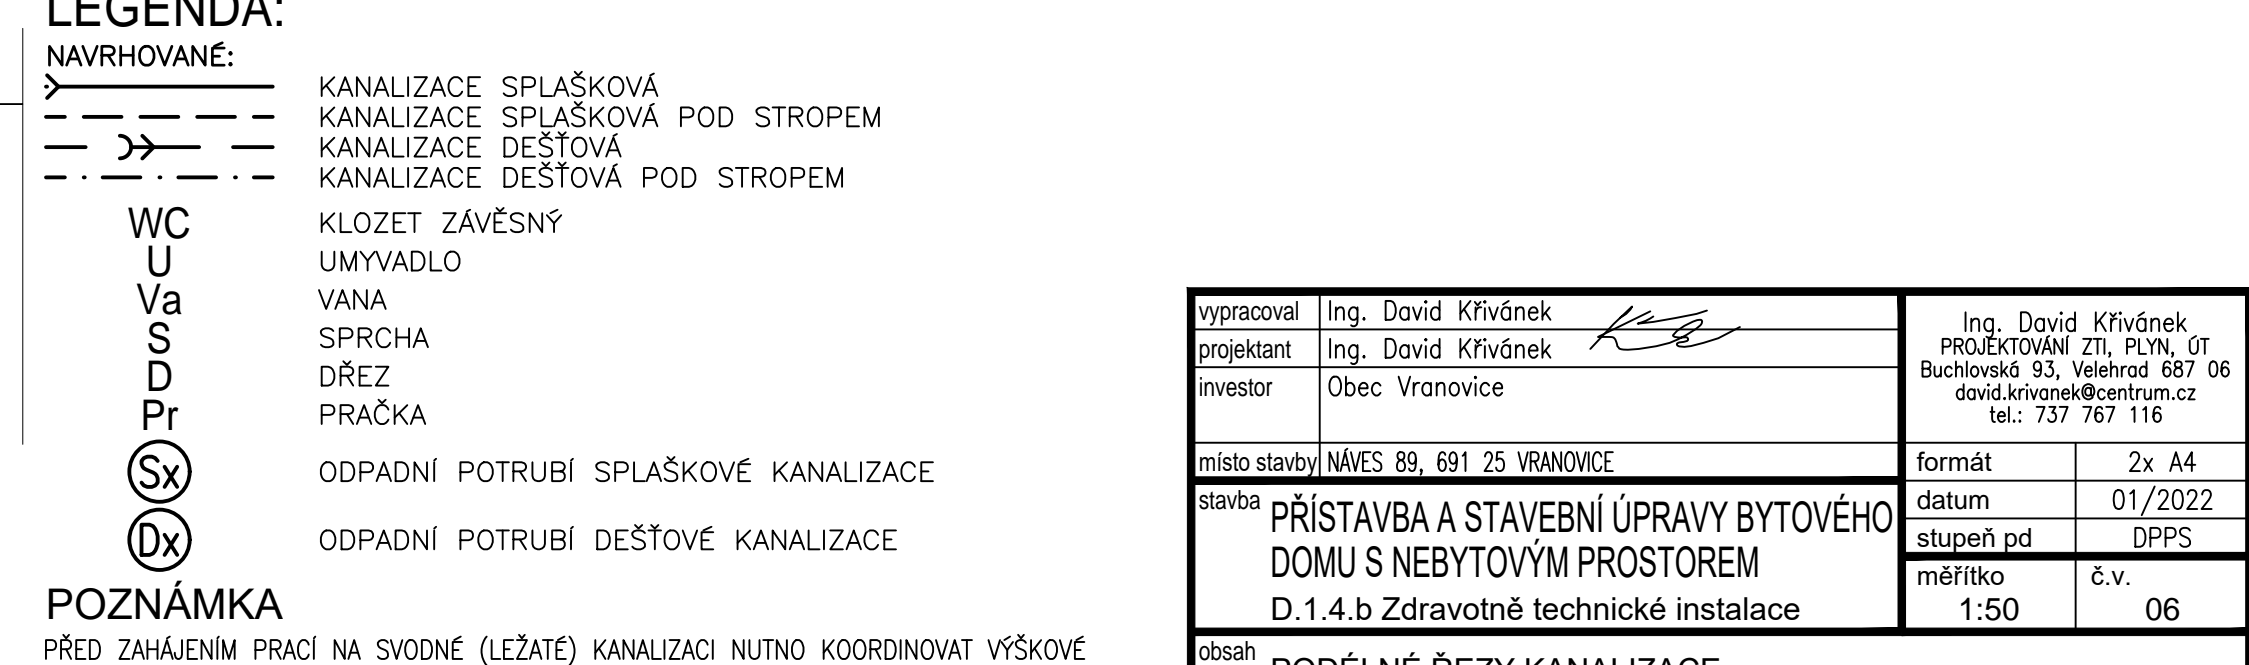 LEGENDA:
NAVRHOVANÉ:
KANALIZACE SPLAŠKOVÁ
KANALIZACE SPLAŠKOVÁ POD STROPEM
KANALIZACE DEŠŤOVÁ
KANALIZACE DEŠŤOVÁ POD STROPEM
WC KLOZET ZÁVĚSNÝ
U UMYVADLO
Va VANA
S SPRCHA
D DŘEZ
Pr PRAČKA
Sx ODPADNÍ POTRUBÍ SPLAŠKOVÉ KANALIZACE
Dx ODPADNÍ POTRUBÍ DEŠŤOVÉ KANALIZACE
POZNÁMKA
PŘED ZAHÁJENÍM PRACÍ NA SVODNÉ (LEŽATÉ) KANALIZACI NUTNO KOORDINOVAT VÝŠKOVÉ
vypracoval Ing. David Křivánek
projektant Ing. David Křivánek
investor Obec Vranovice
místo stavby NÁVES 89, 691 25 VRANOVICE
stavba PŘÍSTAVBA A STAVEBNÍ ÚPRAVY BYTOVÉHO
DOMU S NEBYTOVÝM PROSTOREM
D.1.4.b Zdravotně technické instalace
obsah PODÉLNÉ ŘEZY KANALIZACE
Ing. David Křivánek
PROJEKTOVÁNÍ ZTI, PLYN, ÚT
Buchlovská 93, Velehrad 687 06
david.krivanek@centrum.cz
tel.: 737 767 116
formát 2x A4
datum 01/2022
stupeň pd DPPS
měřítko č.v.
1:50 06